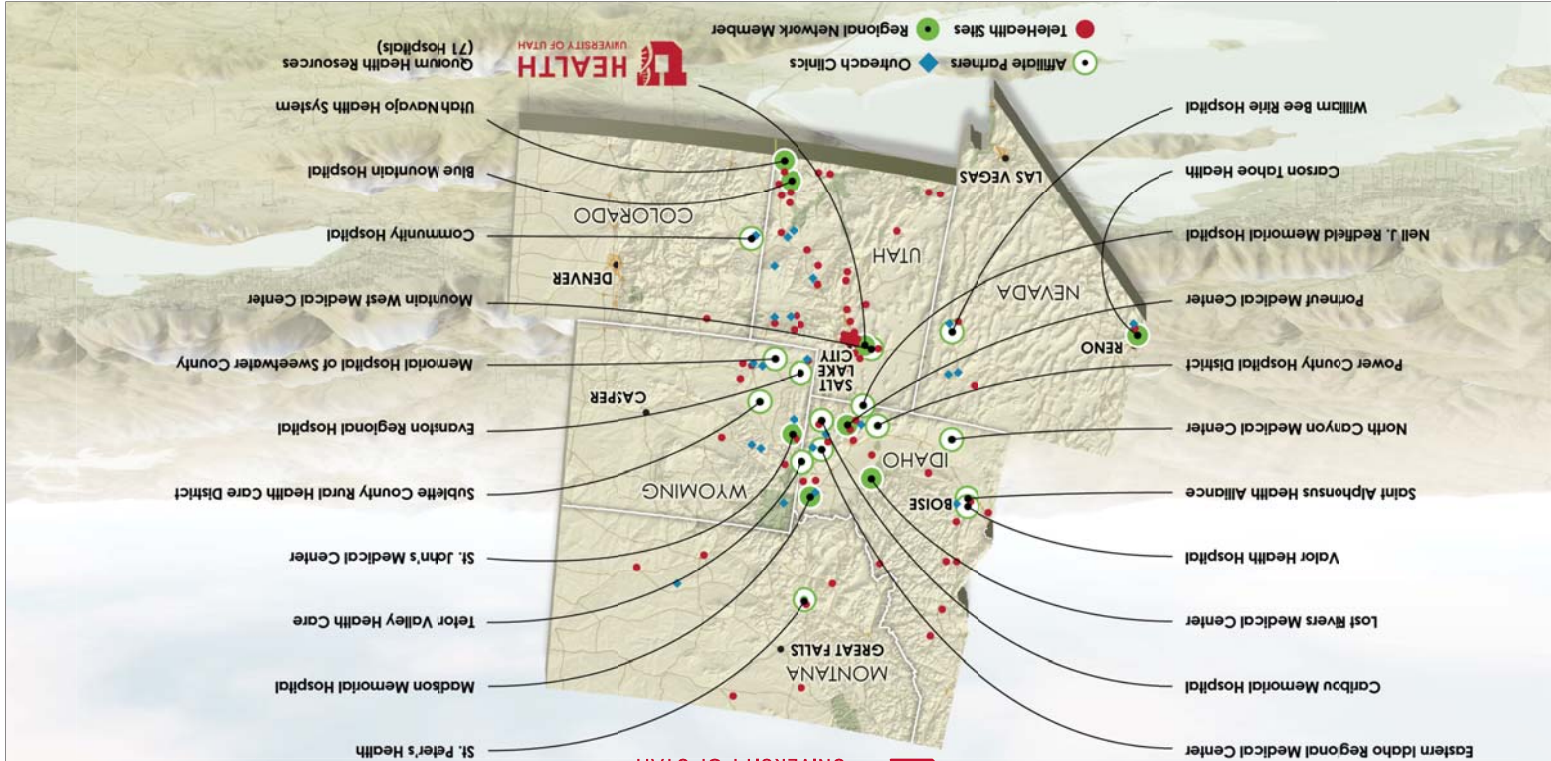 UNIVERSITY OF UTAH
Eastern Idaho Regional Medical Center
Caribou Memorial Hospital
Lost Rivers Medical Center
Valor Health Hospital
Saint Alphonsus Health Alliance
North Canyon Medical Center
Power County Hospital District
Portneuf Medical Center
Nell J. Redfield Memorial Hospital
Carson Tahoe Health
William Bee Ririe Hospital
MONTANA
GREAT FALLS
BOISE
IDAHO
WYOMING
CASPER
SALT
LAKE
CITY
RENO
NEVADA
UTAH
DENVER
COLORADO
LAS VEGAS
St. Peter's Health
Madison Memorial Hospital
Teton Valley Health Care
St. John's Medical Center
Sublette County Rural Health Care District
Evanston Regional Hospital
Memorial Hospital of Sweetwater County
Mountain West Medical Center
Community Hospital
Blue Mountain Hospital
Utah Navajo Health System
Quorum Health Resources
(71 Hospitals)
Affiliate Partners
Outreach Clinics
TeleHealth Sites
Regional Network Member
U HEALTH
UNIVERSITY OF UTAH